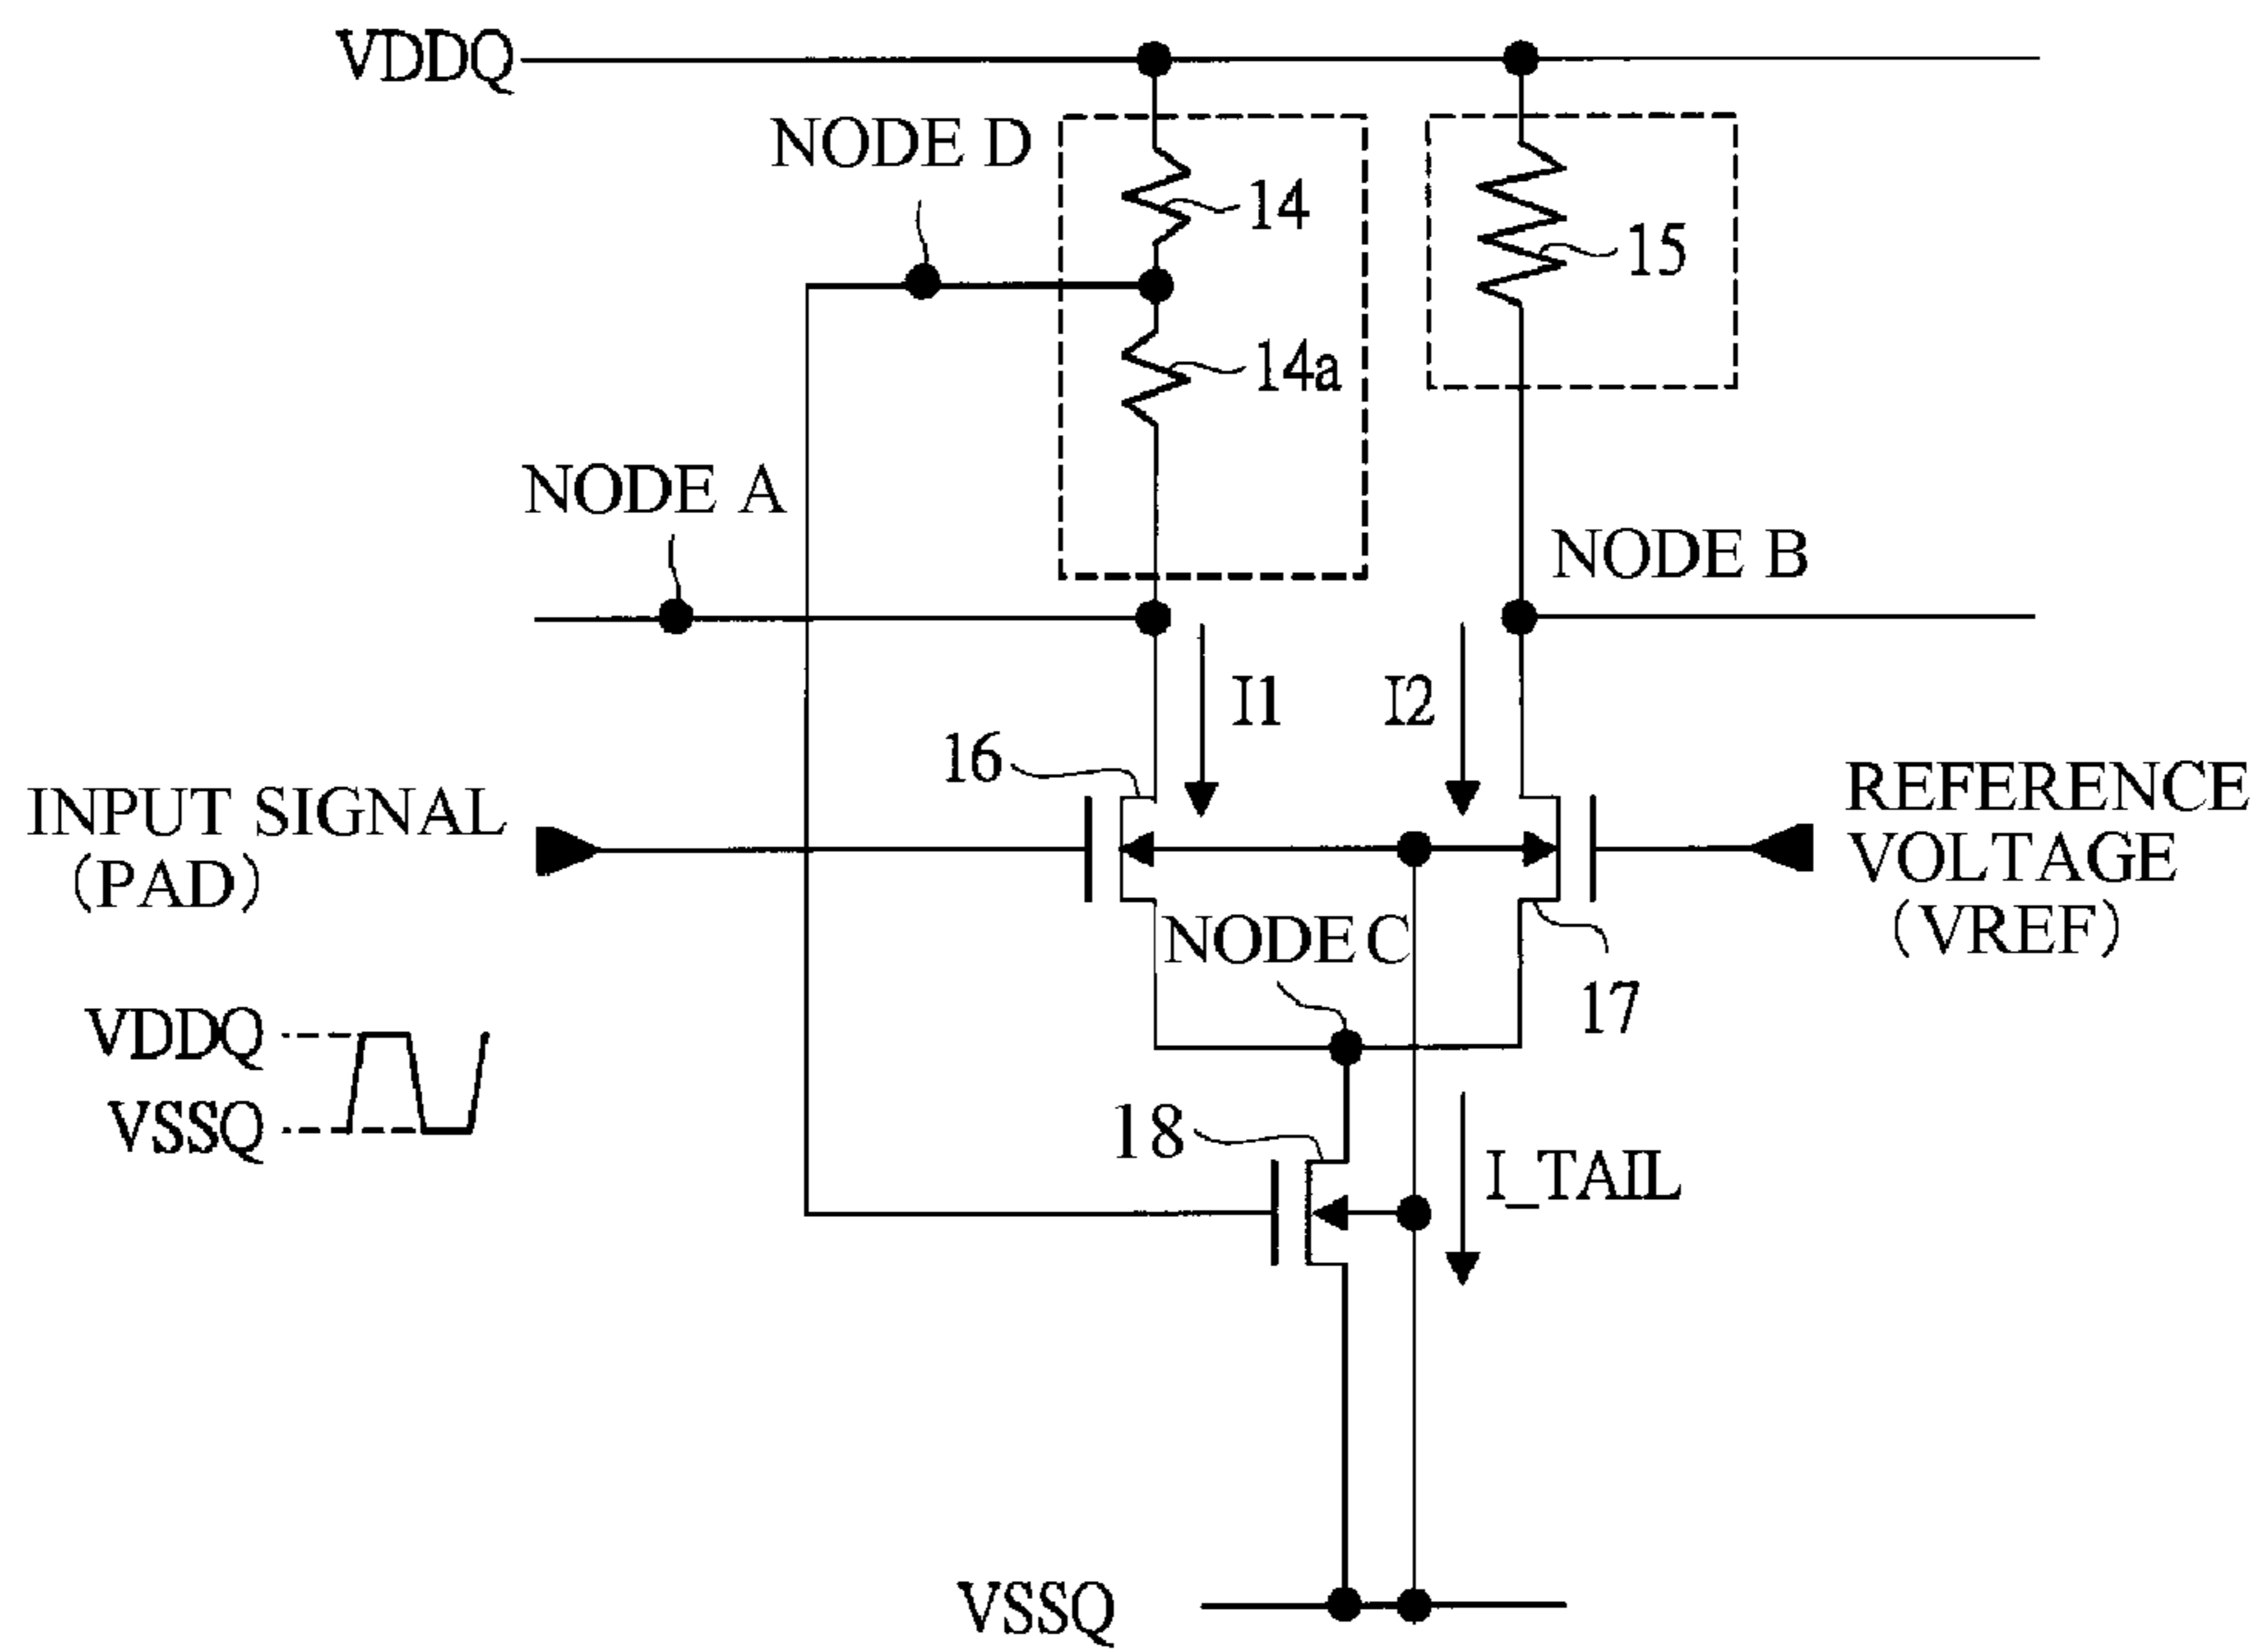 VDDQ
NODE D
14
15
14a
NODE A
NODE B
I1
I2
16
INPUT SIGNAL
(PAD)
REFERENCE
VOLTAGE
(VREF)
NODE C
17
VDDQ
VSSQ
18
I_TAIL
VSSQ